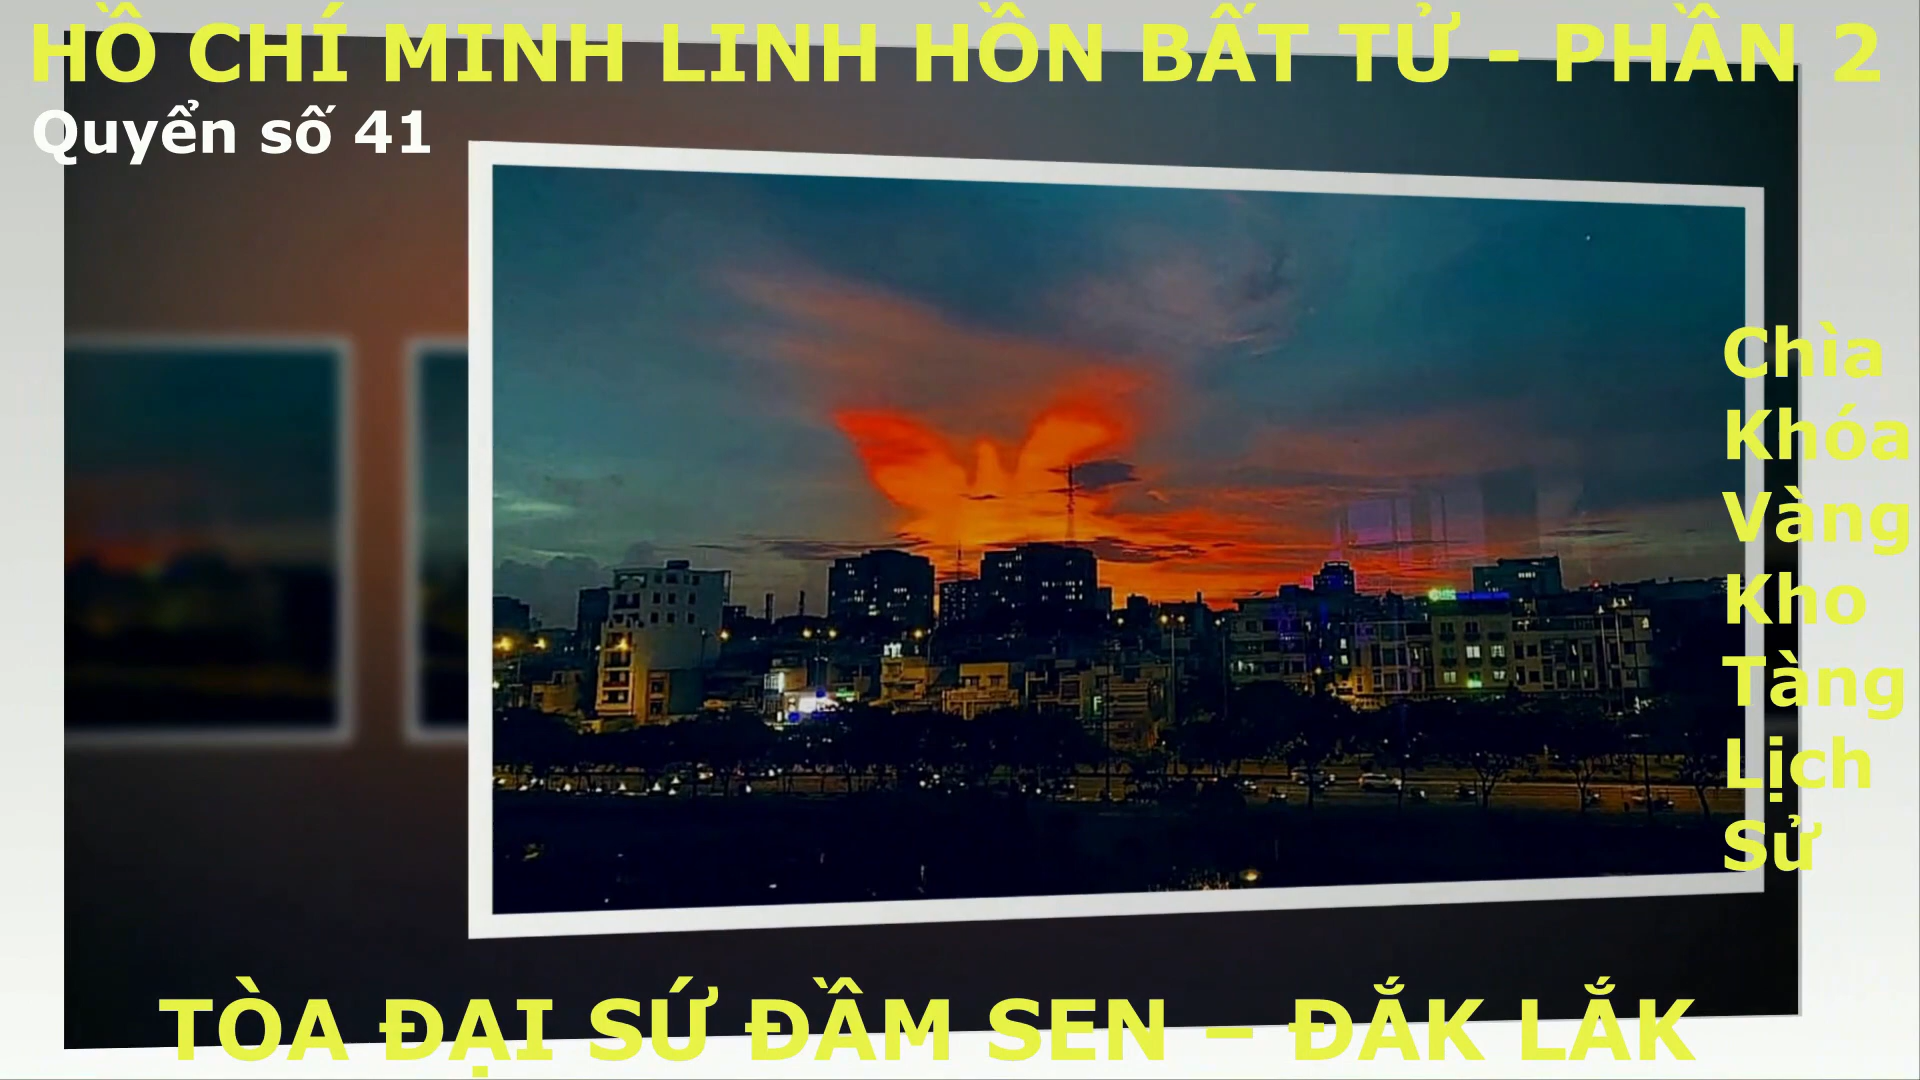 HỒ CHÍ MINH LINH HỒN BẤT TỬ - PHẦN 2
Quyển số 41
Chìa
Khóa
Vàng
Kho
Tàng
Lịch
Sử
TÒA ĐẠI SỨ ĐẦM SEN – ĐẮK LẮK